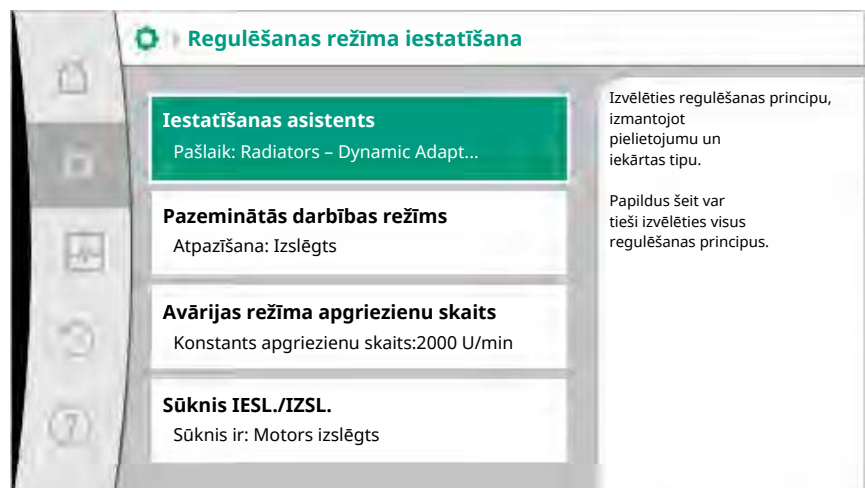 Regulēšanas režīma iestatīšana
Iestatīšanas asistents
Pašlaik: Radiators – Dynamic Adapt...
Pazeminātās darbības režīms
Atpazīšana: Izslēgts
Avārijas režīma apgriezienu skaits
Konstants apgriezienu skaits:2000 U/min
Sūknis IESL./IZSL.
Sūknis ir: Motors izslēgts
Izvēlēties regulēšanas principu,
izmantojot
pielietojumu un
iekārtas tipu.
Papildus šeit var
tieši izvēlēties visus
regulēšanas principus.